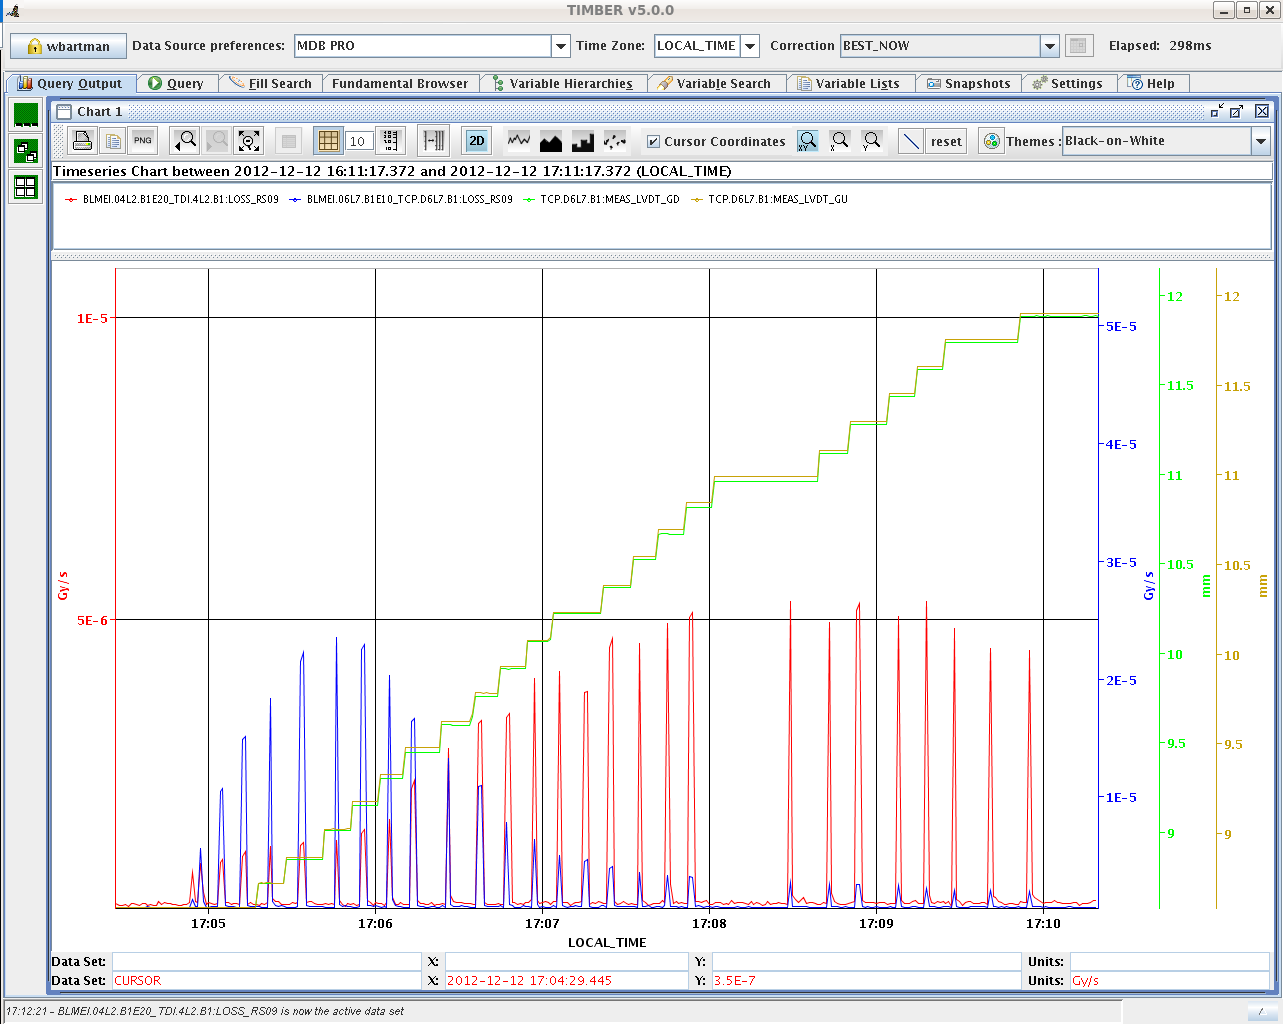 TIMBER v5.0.0
wbartman Data Source preferences: MDB PRO Time Zone: LOCAL_TIME Correction BEST_NOW Elapsed: 298ms
Query Output Query Fill Search Fundamental Browser Variable Hierarchies Variable Search Variable Lists Snapshots Settings Help
Chart 1
PNG 10 2D Cursor Coordinates XY X Y reset Themes : Black-on-White
Timeseries Chart between 2012-12-12 16:11:17.372 and 2012-12-12 17:11:17.372 (LOCAL_TIME)
BLMEI.04L2.B1E20_TDI.4L2.B1:LOSS_RS09 BLMEI.06L7.B1E10_TCP.D6L7.B1:LOSS_RS09 TCP.D6L7.B1:MEAS_LVDT_GD TCP.D6L7.B1:MEAS_LVDT_GU
12 12
1E-5 5E-5
11.5 11.5
4E-5
11 11
3E-5 10.5 10.5
Gy/s Gy/s mm mm
5E-6
10 10
2E-5
9.5 9.5
1E-5
9 9
17:05 17:06 17:07 17:08 17:09 17:10
LOCAL_TIME
Data Set: X: Y: Units:
Data Set: CURSOR X: 2012-12-12 17:04:29.445 Y: 3.5E-7 Units: Gy/s
17:12:21 - BLMEI.04L2.B1E20_TDI.4L2.B1:LOSS_RS09 is now the active data set